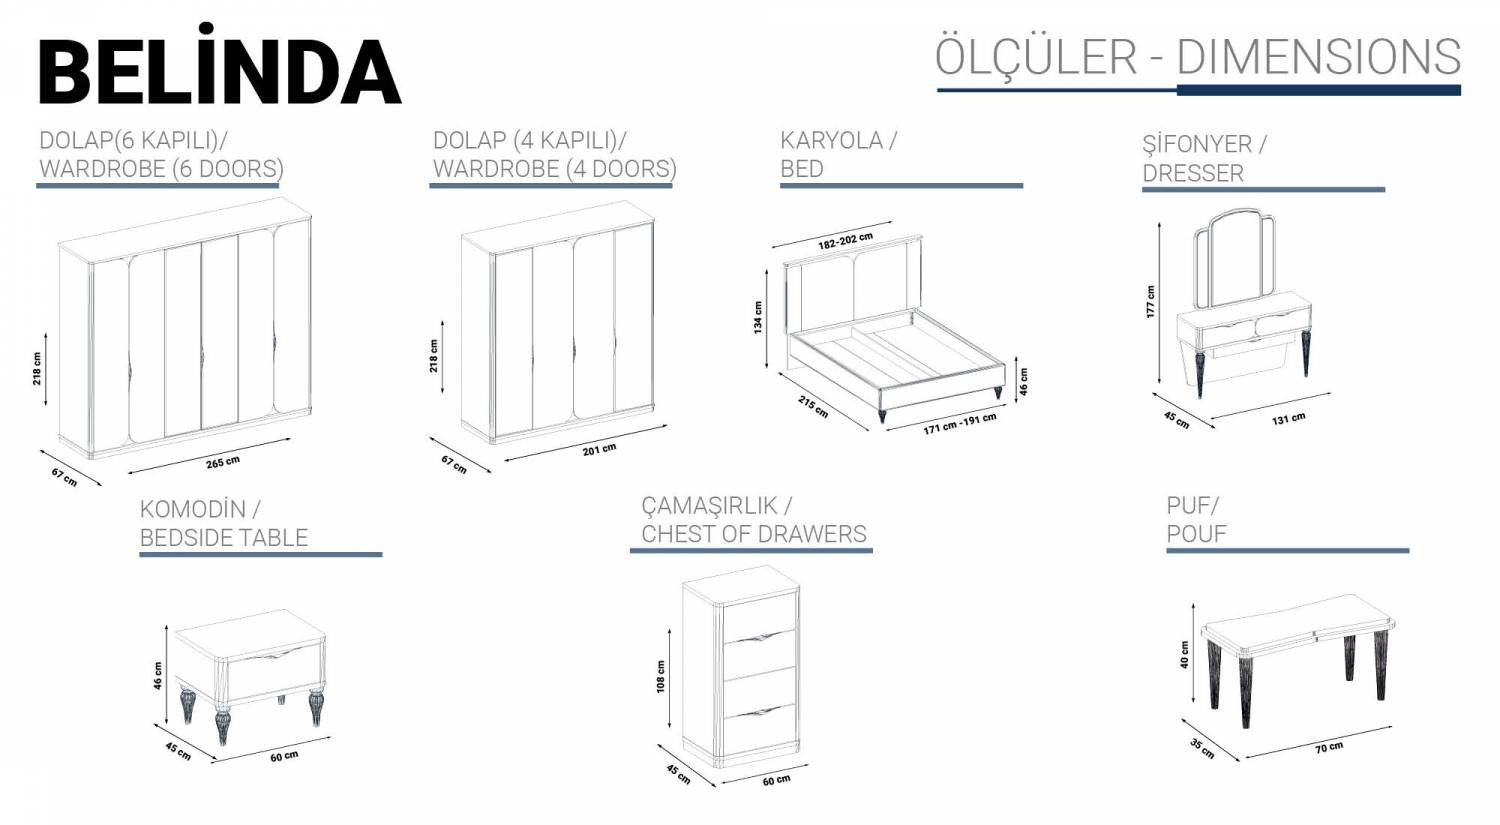 BELİNDA
ÖLÇÜLER - DIMENSIONS
DOLAP(6 KAPILI)/
WARDROBE (6 DOORS)
218 cm
67 cm
265 cm
DOLAP (4 KAPILI)/
WARDROBE (4 DOORS)
218 cm
67 cm
201 cm
KARYOLA /
BED
182-202 cm
134 cm
215 cm
171 cm -191 cm
46 cm
ŞİFONYER /
DRESSER
177 cm
45 cm
131 cm
KOMODİN /
BEDSIDE TABLE
46 cm
45 cm
60 cm
ÇAMAŞIRLIK /
CHEST OF DRAWERS
108 cm
45 cm
60 cm
PUF/
POUF
40 cm
35 cm
70 cm